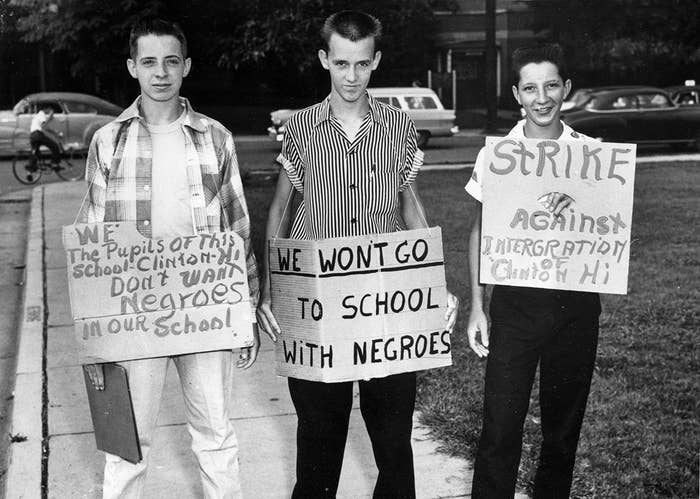 WE
The Pupils Of This
School-Clinton-Hi
Don't Want
Negroes
In Our School
WE WON'T GO
TO SCHOOL
WITH NEGROES
StRIKE
Against
INTERGRATION
OF
Clinton Hi